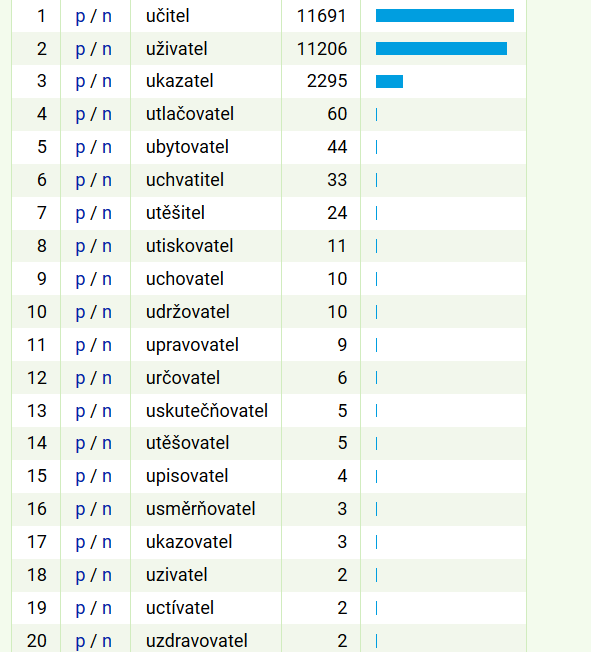 1 p / n učitel 11691
2 p / n uživatel 11206
3 p / n ukazatel 2295
4 p / n utlačovatel 60
5 p / n ubytovatel 44
6 p / n uchvatitel 33
7 p / n utěšitel 24
8 p / n utiskovatel 11
9 p / n uchovatel 10
10 p / n udržovatel 10
11 p / n upravovatel 9
12 p / n určovatel 6
13 p / n uskutečňovatel 5
14 p / n utěšovatel 5
15 p / n upisovatel 4
16 p / n usměrňovatel 3
17 p / n ukazovatel 3
18 p / n uzivatel 2
19 p / n uctívatel 2
20 p / n uzdravovatel 2